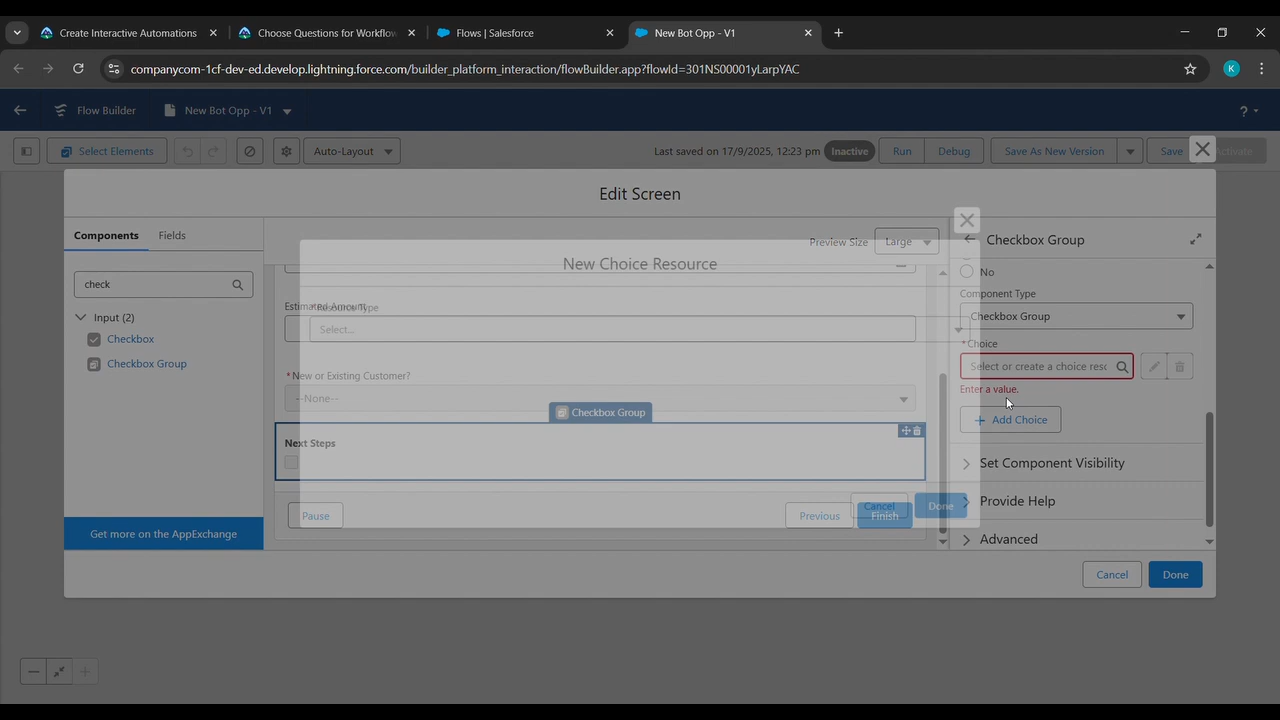 Create Interactive Automations
Choose Questions for Workflow
Flows | Salesforce
New Bot Opp - V1
companycom-1cf-dev-ed.develop.lightning.force.com/builder_platform_interaction/flowBuilder.app?flowId=301NS00001yLarpYAC
K
Flow Builder
New Bot Opp - V1
?
Select Elements
Auto-Layout
Last saved on 17/9/2025, 12:23 pm
Inactive
Run
Debug
Save As New Version
Save
Activate
Edit Screen
Components
Fields
check
Input (2)
Checkbox
Checkbox Group
Get more on the AppExchange
Preview Size
Large
New Choice Resource
Estimated Amount
*Resource Type
Select...
*New or Existing Customer?
--None--
Checkbox Group
Next Steps
Cancel
Done
Pause
Previous
Finish
Checkbox Group
No
Component Type
Checkbox Group
*Choice
Select or create a choice reso
Enter a value.
+ Add Choice
Set Component Visibility
Provide Help
Advanced
Cancel
Done